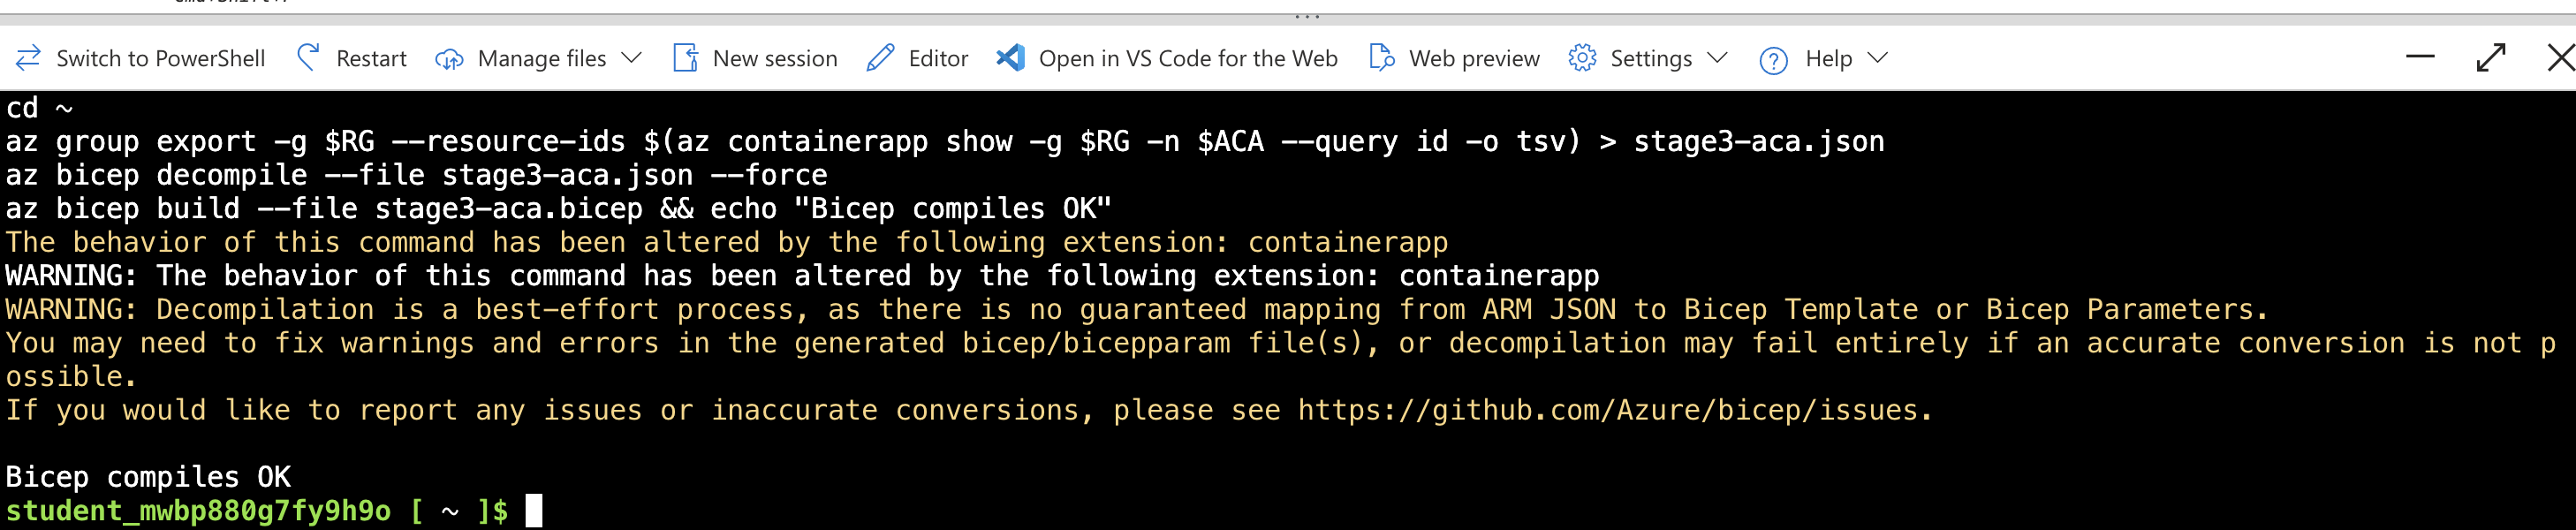 Switch to PowerShell Restart Manage files New session Editor Open in VS Code for the Web Web preview Settings Help
cd ~
az group export -g $RG --resource-ids $(az containerapp show -g $RG -n $ACA --query id -o tsv) > stage3-aca.json
az bicep decompile --file stage3-aca.json --force
az bicep build --file stage3-aca.bicep && echo "Bicep compiles OK"
The behavior of this command has been altered by the following extension: containerapp
WARNING: The behavior of this command has been altered by the following extension: containerapp
WARNING: Decompilation is a best-effort process, as there is no guaranteed mapping from ARM JSON to Bicep Template or Bicep Parameters.
You may need to fix warnings and errors in the generated bicep/bicepparam file(s), or decompilation may fail entirely if an accurate conversion is not p
ossible.
If you would like to report any issues or inaccurate conversions, please see https://github.com/Azure/bicep/issues.
Bicep compiles OK
student_mwbp880g7fy9h9o [ ~ ]$